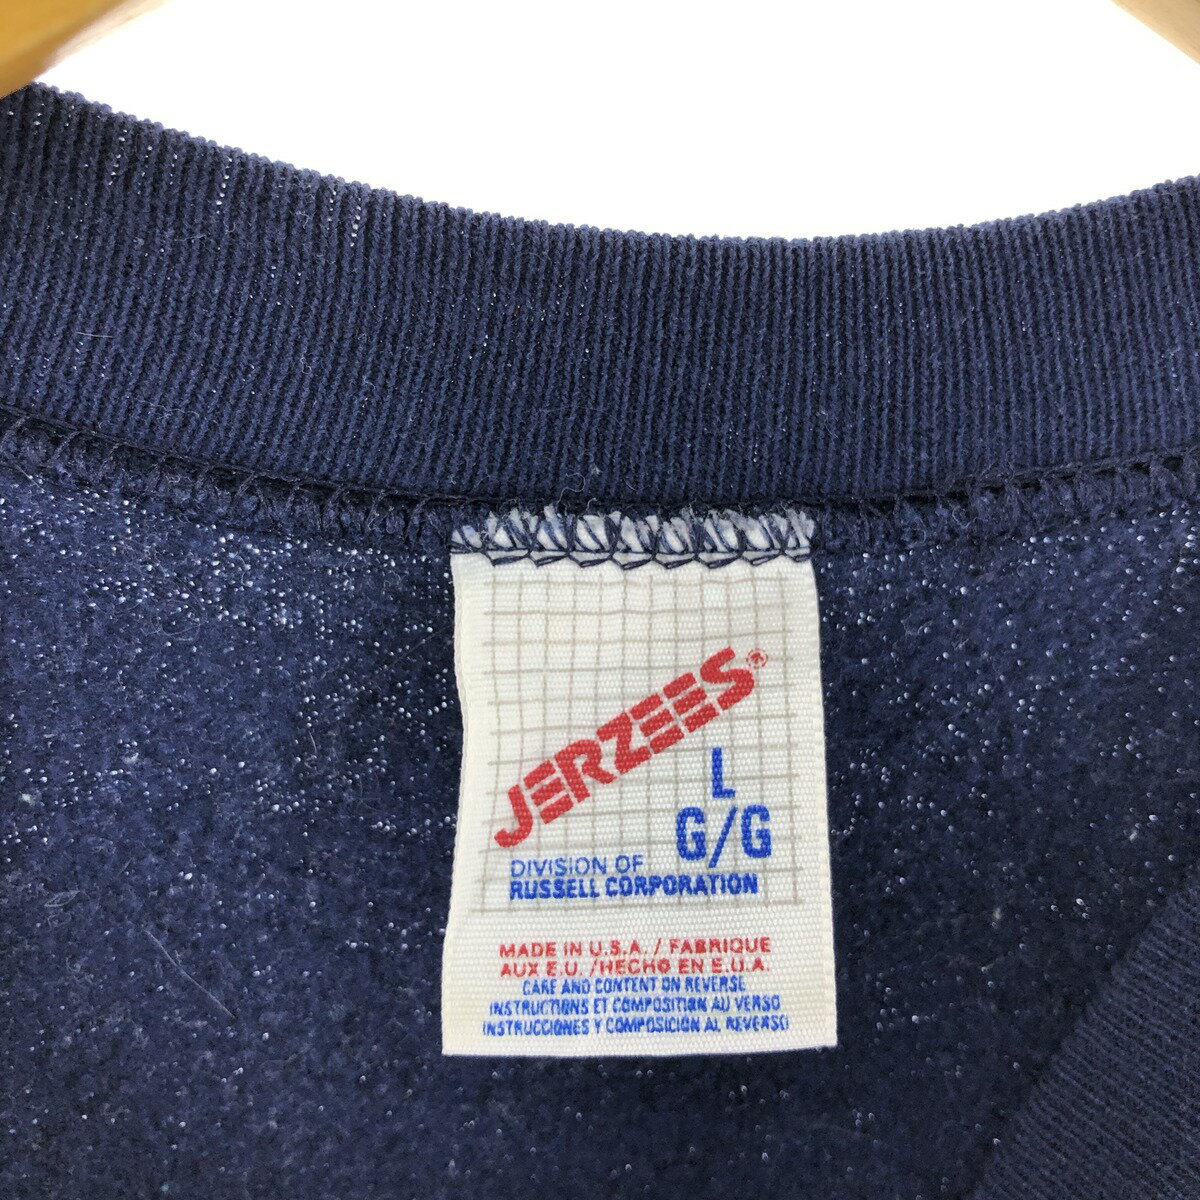 JERZEES®
L
G/G
DIVISION OF
RUSSELL CORPORATION
MADE IN U.S.A. / FABRIQUE
AUX E.U. /HECHO EN E.U.A.
CARE AND CONTENT ON REVERSE
INSTRUCTIONS ET COMPOSITION AU VERSO
INSTRUCCIONES Y COMPOSICION AL REVERSO